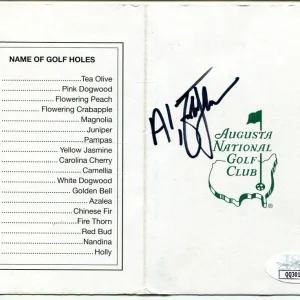 NAME OF GOLF HOLES
Tea Olive
Pink Dogwood
Flowering Peach
Flowering Crabapple
Magnolia
Juniper
Pampas
Yellow Jasmine
Carolina Cherry
Camellia
White Dogwood
Golden Bell
Azalea
Chinese Fir
Fire Thorn
Red Bud
Nandina
Holly
Al
AUGUSTA
NATIONAL
GOLF
CLUB
®